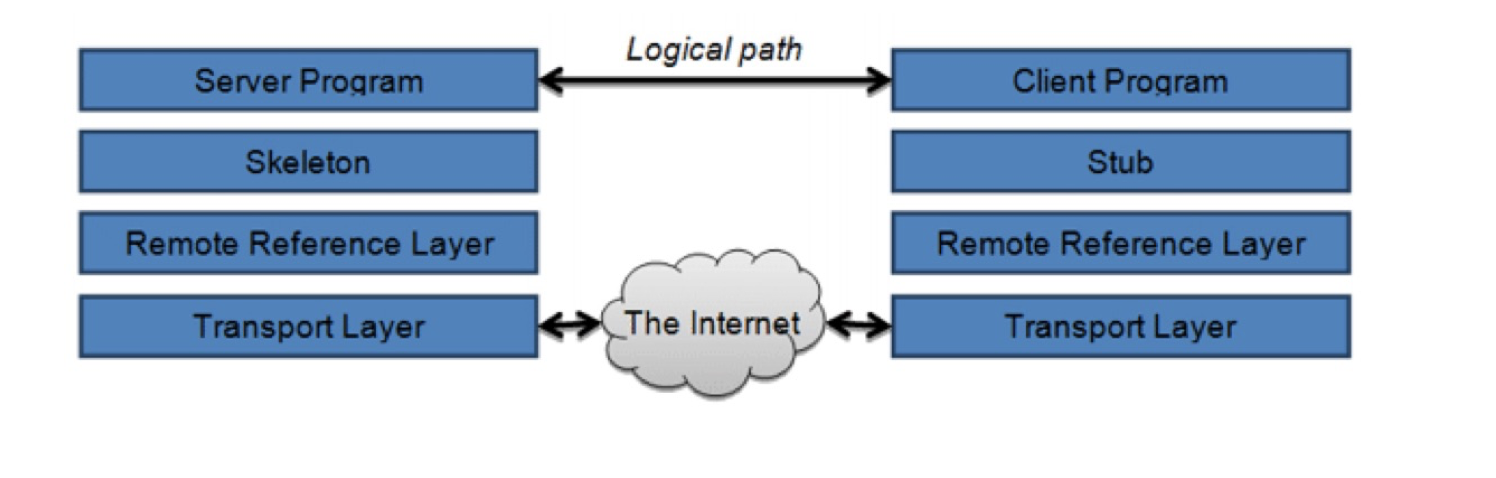 Logical path
Server Program
Client Program
Skeleton
Stub
Remote Reference Layer
Remote Reference Layer
Transport Layer
The Internet
Transport Layer